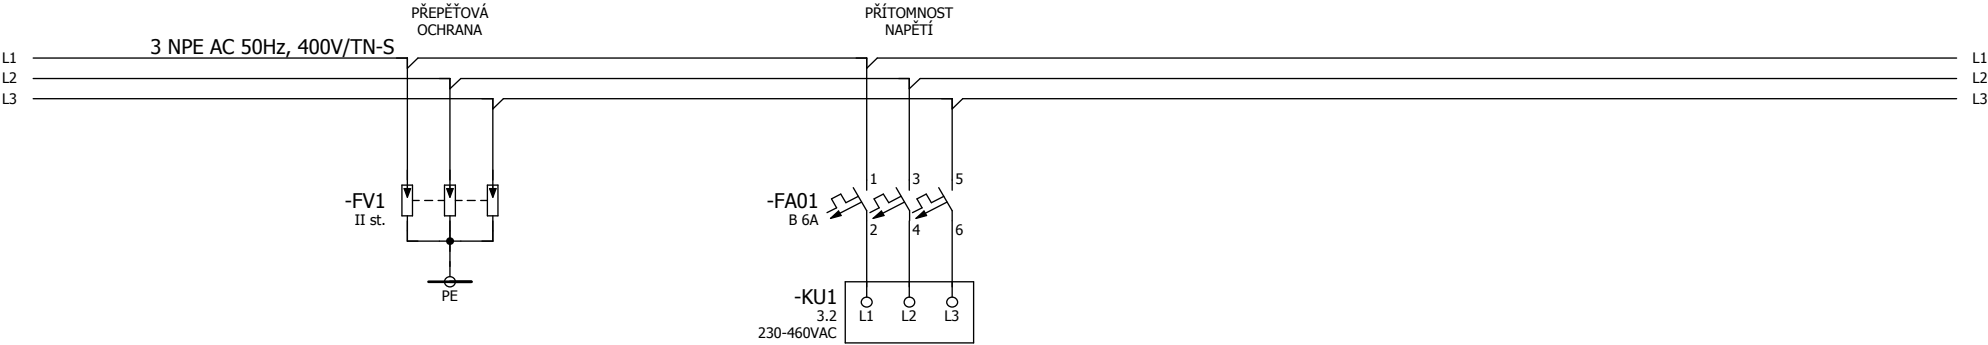 PŘEPĚŤOVÁ
OCHRANA
PŘÍTOMNOST
NAPĚTÍ
3 NPE AC 50Hz, 400V/TN-S
L1
L1
L2
L2
L3
L3
-FV1
II st.
PE
-FA01
B 6A
1
3
5
2
4
6
-KU1
3.2
230-460VAC
L1
L2
L3